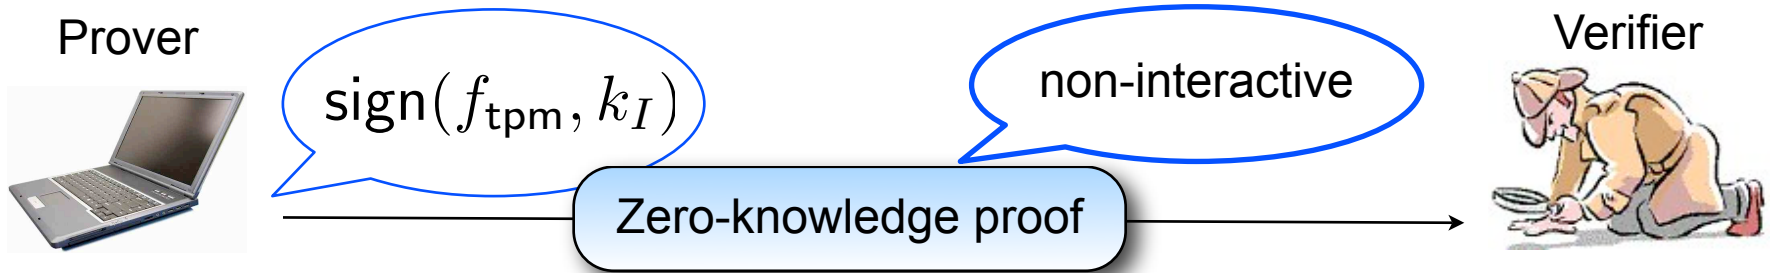 Prover
Verifier
sign(f_tpm, k_I)
non-interactive
Zero-knowledge proof